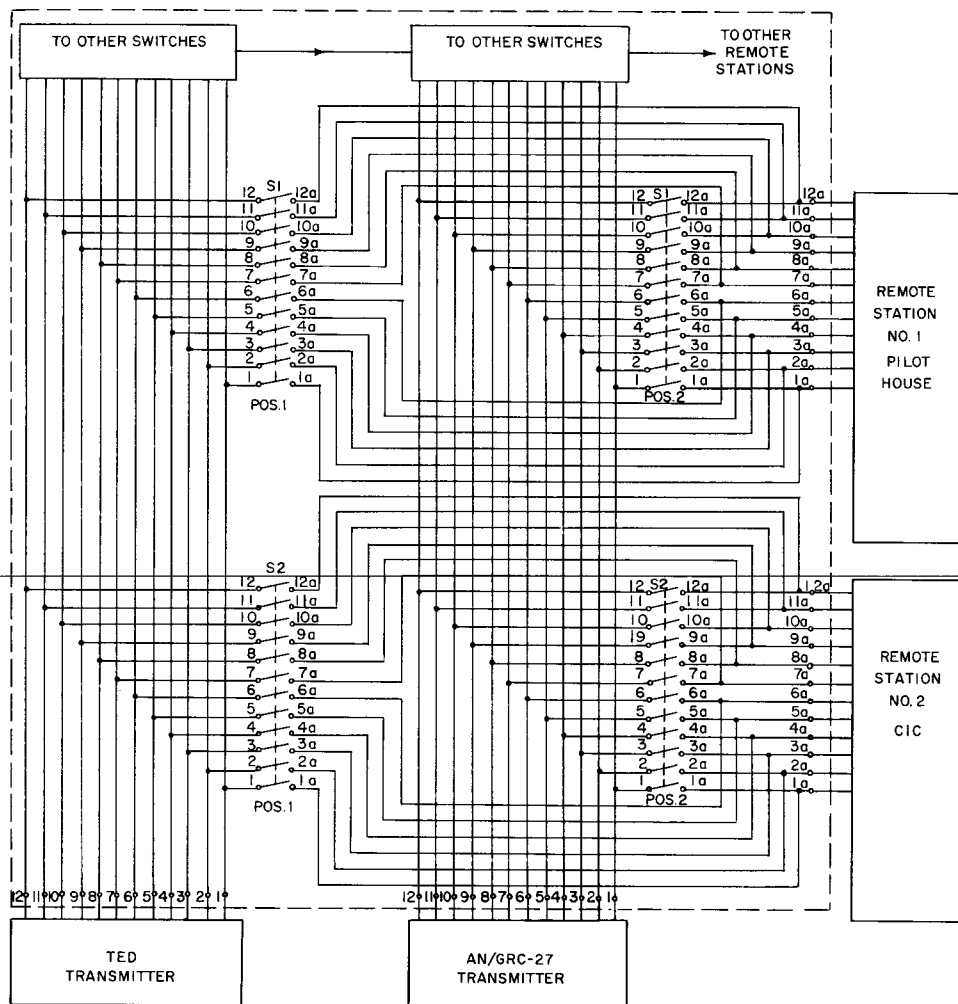 TO OTHER SWITCHES
TO OTHER SWITCHES
TO OTHER
REMOTE
STATIONS
S1
12 12a
11 11a
10 10a
9 9a
8 8a
7 7a
6 6a
5 5a
4 4a
3 3a
2 2a
1 1a
POS.1
S1
12 12a 12a
11 11a 11a
10 10a 10a
9 9a 9a
8 8a 8a
7 7a 7a
6 6a 6a
5 5a 5a
4 4a 4a
3 3a 3a
2 2a 2a
1 1a 1a
POS.2
REMOTE
STATION
NO. 1
PILOT
HOUSE
S2
12 12a
11 11a
10 10a
9 9a
8 8a
7 7a
6 6a
5 5a
4 4a
3 3a
2 2a
1 1a
POS.1
S2
12 12a 12a
11 11a 11a
10 10a 10a
19 9a 9a
8 8a 8a
7 7a 7a
6 6a 6a
5 5a 5a
4 4a 4a
3 3a 3a
2 2a 2a
1 1a 1a
POS.2
REMOTE
STATION
NO. 2
CIC
12 11 10 9 8 7 6 5 4 3 2 1
12 11 10 9 8 7 6 5 4 3 2 1
TED
TRANSMITTER
AN/GRC-27
TRANSMITTER